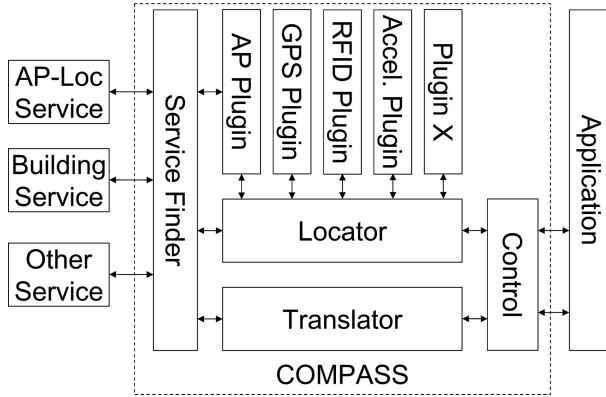 AP-Loc
Service
Building
Service
Other
Service
Service Finder
AP Plugin
GPS Plugin
RFID Plugin
Accel. Plugin
Plugin X
Locator
Translator
Control
Application
COMPASS